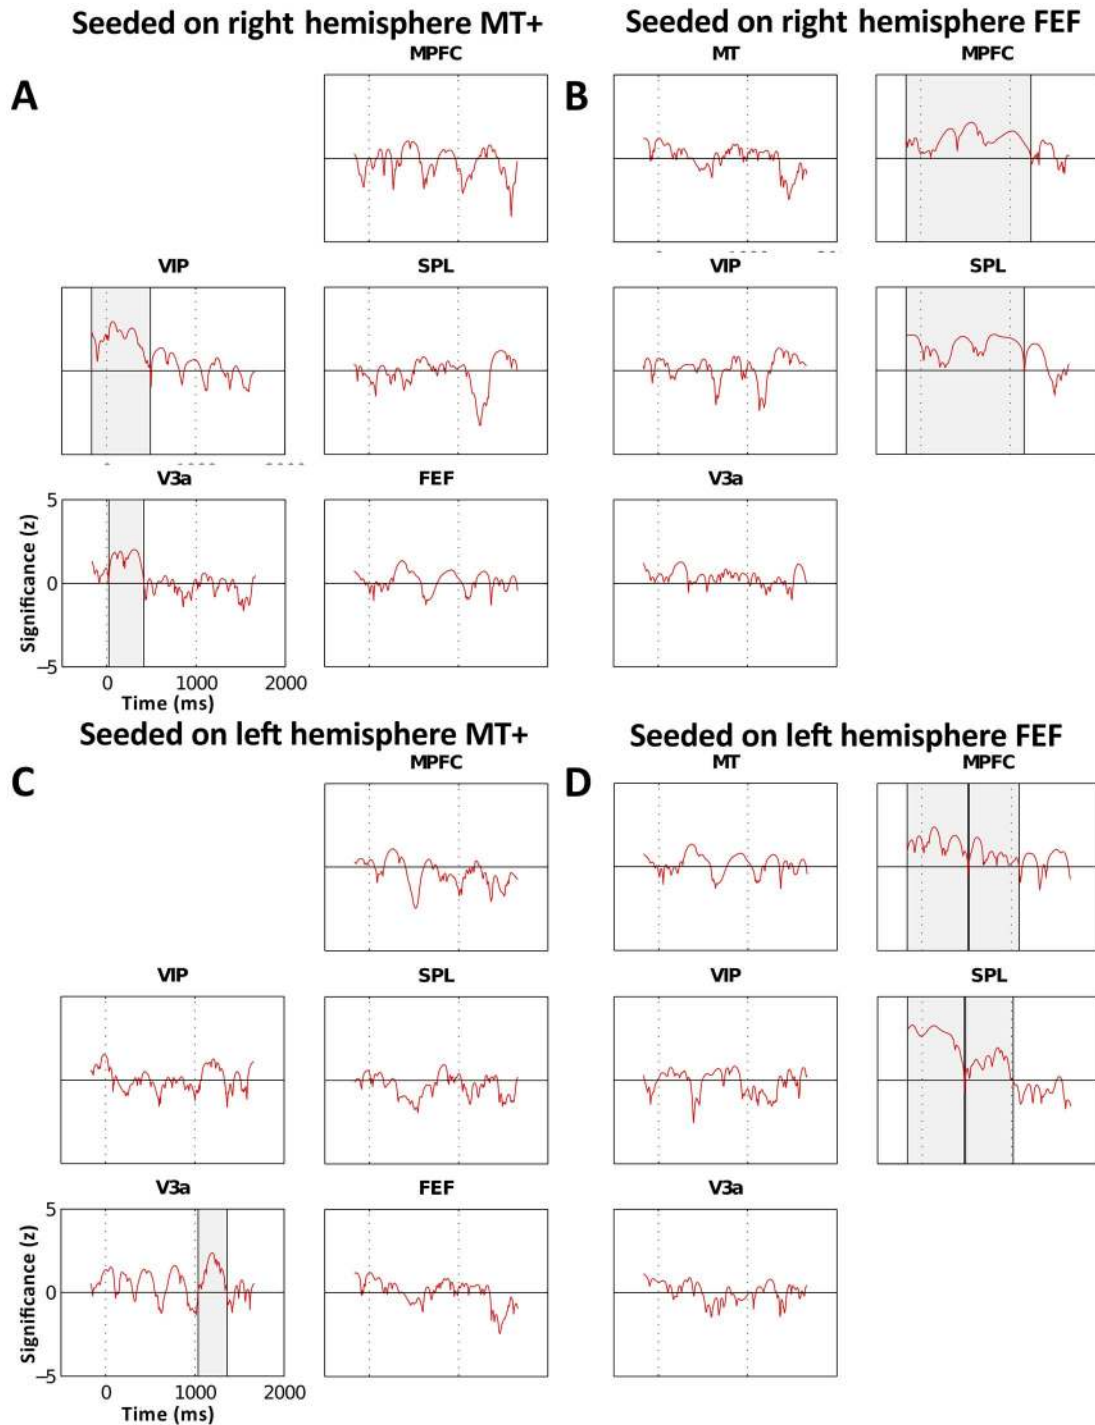 Seeded on right hemisphere MT+
Seeded on right hemisphere FEF
A
MPFC
B
MT
MPFC
VIP
SPL
VIP
SPL
V3a
FEF
V3a
5
0
−5
Significance (z)
0 1000 2000
Time (ms)
Seeded on left hemisphere MT+
Seeded on left hemisphere FEF
C
MPFC
D
MT
MPFC
VIP
SPL
VIP
SPL
V3a
FEF
V3a
5
0
−5
Significance (z)
0 1000 2000
Time (ms)